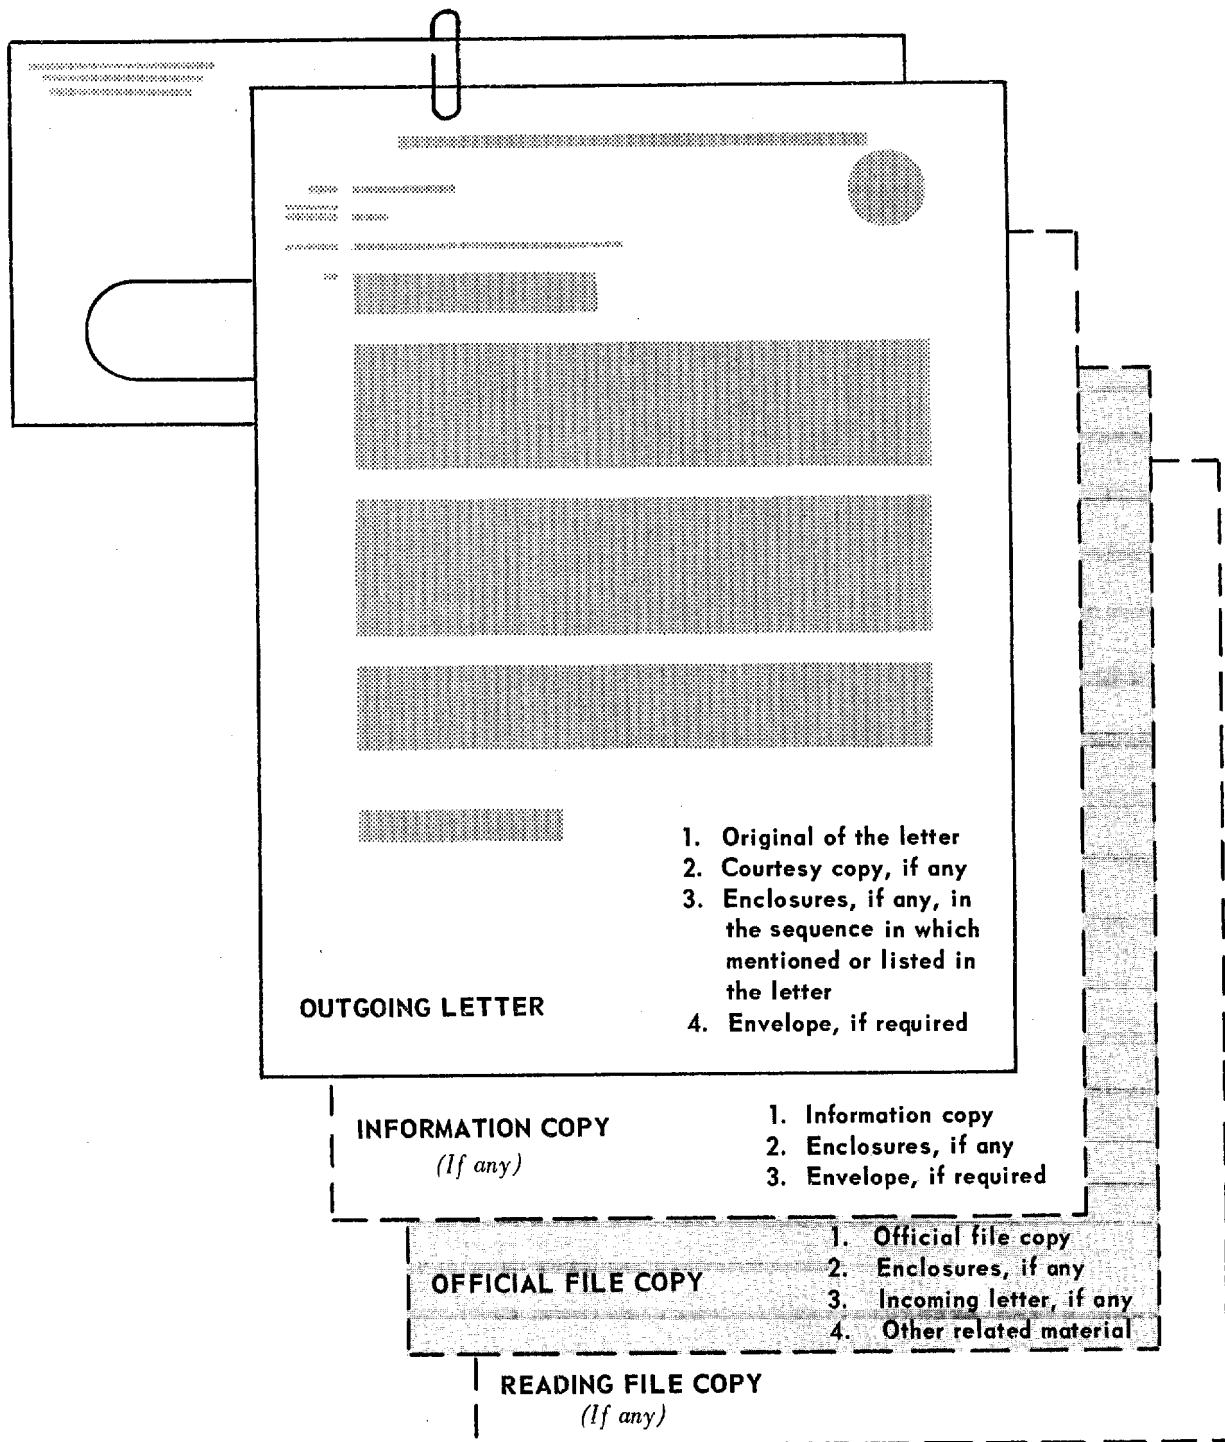 1. Original of the letter
2. Courtesy copy, if any
3. Enclosures, if any, in
the sequence in which
mentioned or listed in
the letter
4. Envelope, if required
OUTGOING LETTER
INFORMATION COPY
(If any)
1. Information copy
2. Enclosures, if any
3. Envelope, if required
OFFICIAL FILE COPY
1. Official file copy
2. Enclosures, if any
3. Incoming letter, if any
4. Other related material
READING FILE COPY
(If any)